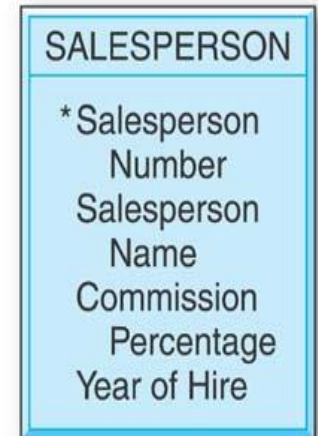 SALESPERSON
*Salesperson
Number
Salesperson
Name
Commission
Percentage
Year of Hire